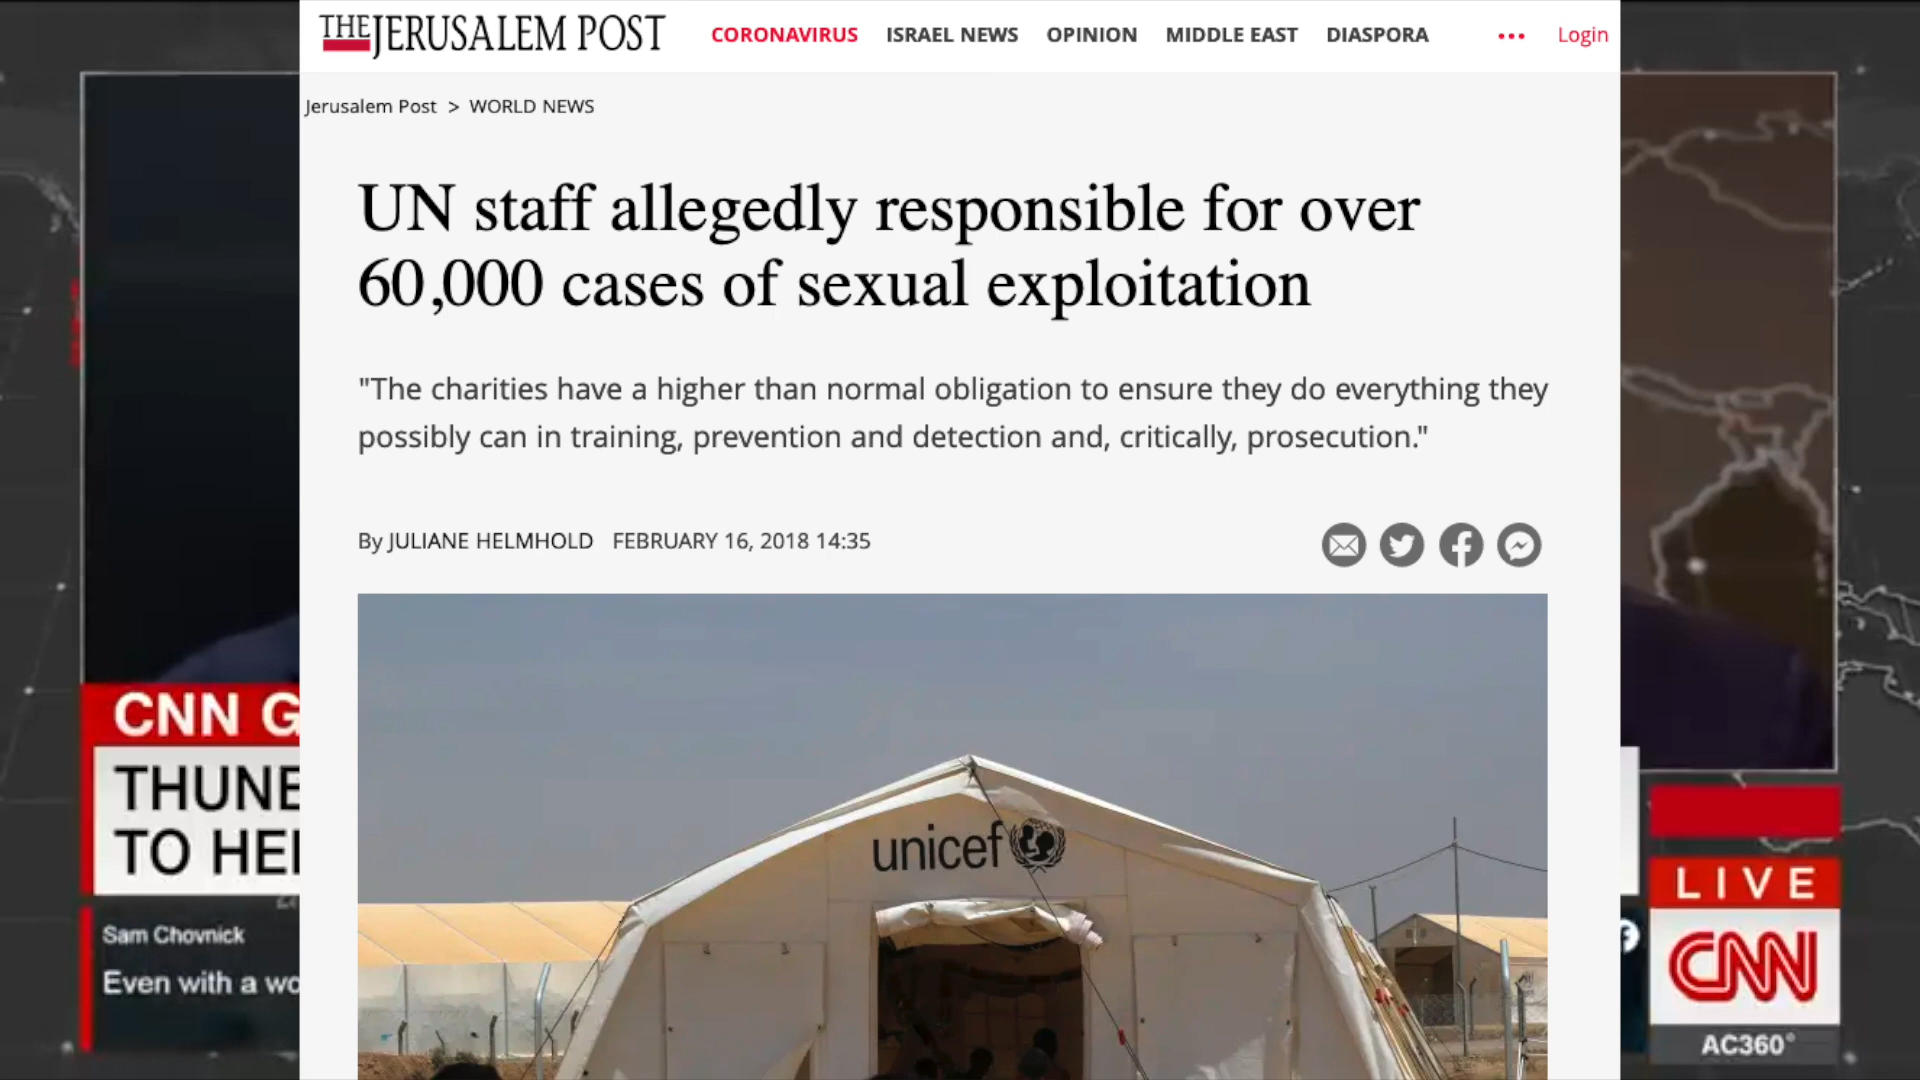 THE JERUSALEM POST
CORONAVIRUS ISRAEL NEWS OPINION MIDDLE EAST DIASPORA ••• Login
Jerusalem Post > WORLD NEWS
UN staff allegedly responsible for over
60,000 cases of sexual exploitation
"The charities have a higher than normal obligation to ensure they do everything they
possibly can in training, prevention and detection and, critically, prosecution."
By JULIANE HELMHOLD FEBRUARY 16, 2018 14:35
unicef
CNN G
THUNE
TO HE
Sam Chovnick
Even with a wo
LIVE
CNN
AC360°